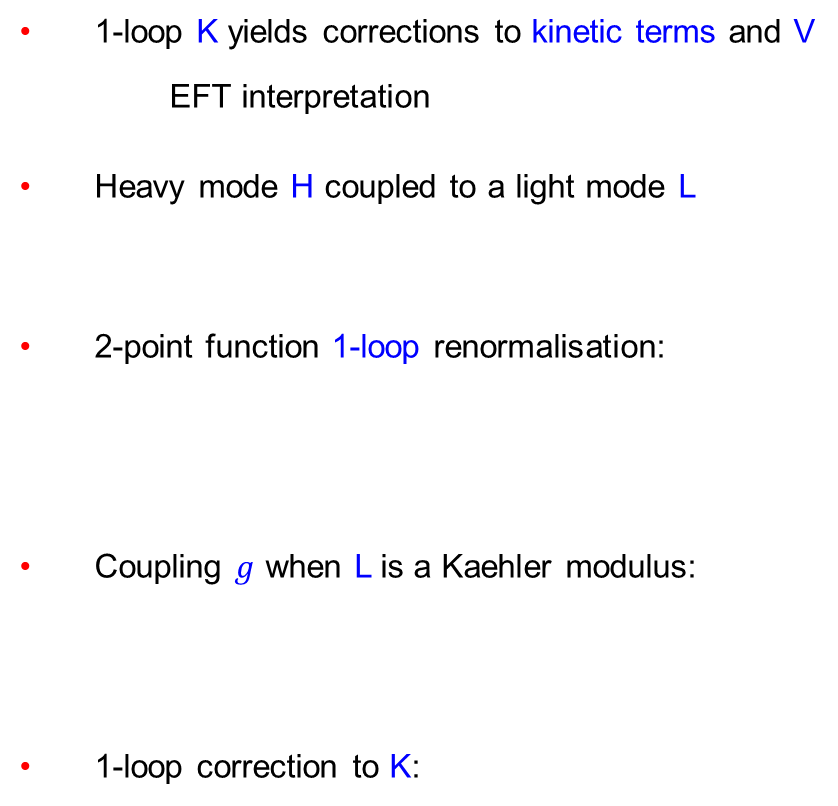 • 1-loop K yields corrections to kinetic terms and V
EFT interpretation
• Heavy mode H coupled to a light mode L
• 2-point function 1-loop renormalisation:
• Coupling g when L is a Kaehler modulus:
• 1-loop correction to K: